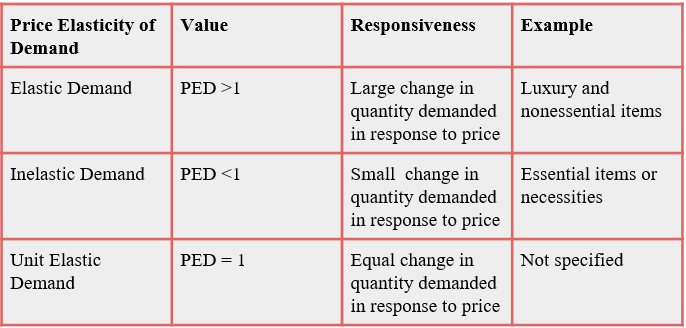 Price Elasticity of Demand
Value
Responsiveness
Example
Elastic Demand
PED >1
Large change in
quantity demanded
in response to price
Luxury and
nonessential items
Inelastic Demand
PED <1
Small  change in
quantity demanded
in response to price
Essential items or
necessities
Unit Elastic
Demand
PED = 1
Equal change in
quantity demanded
in response to price
Not specified